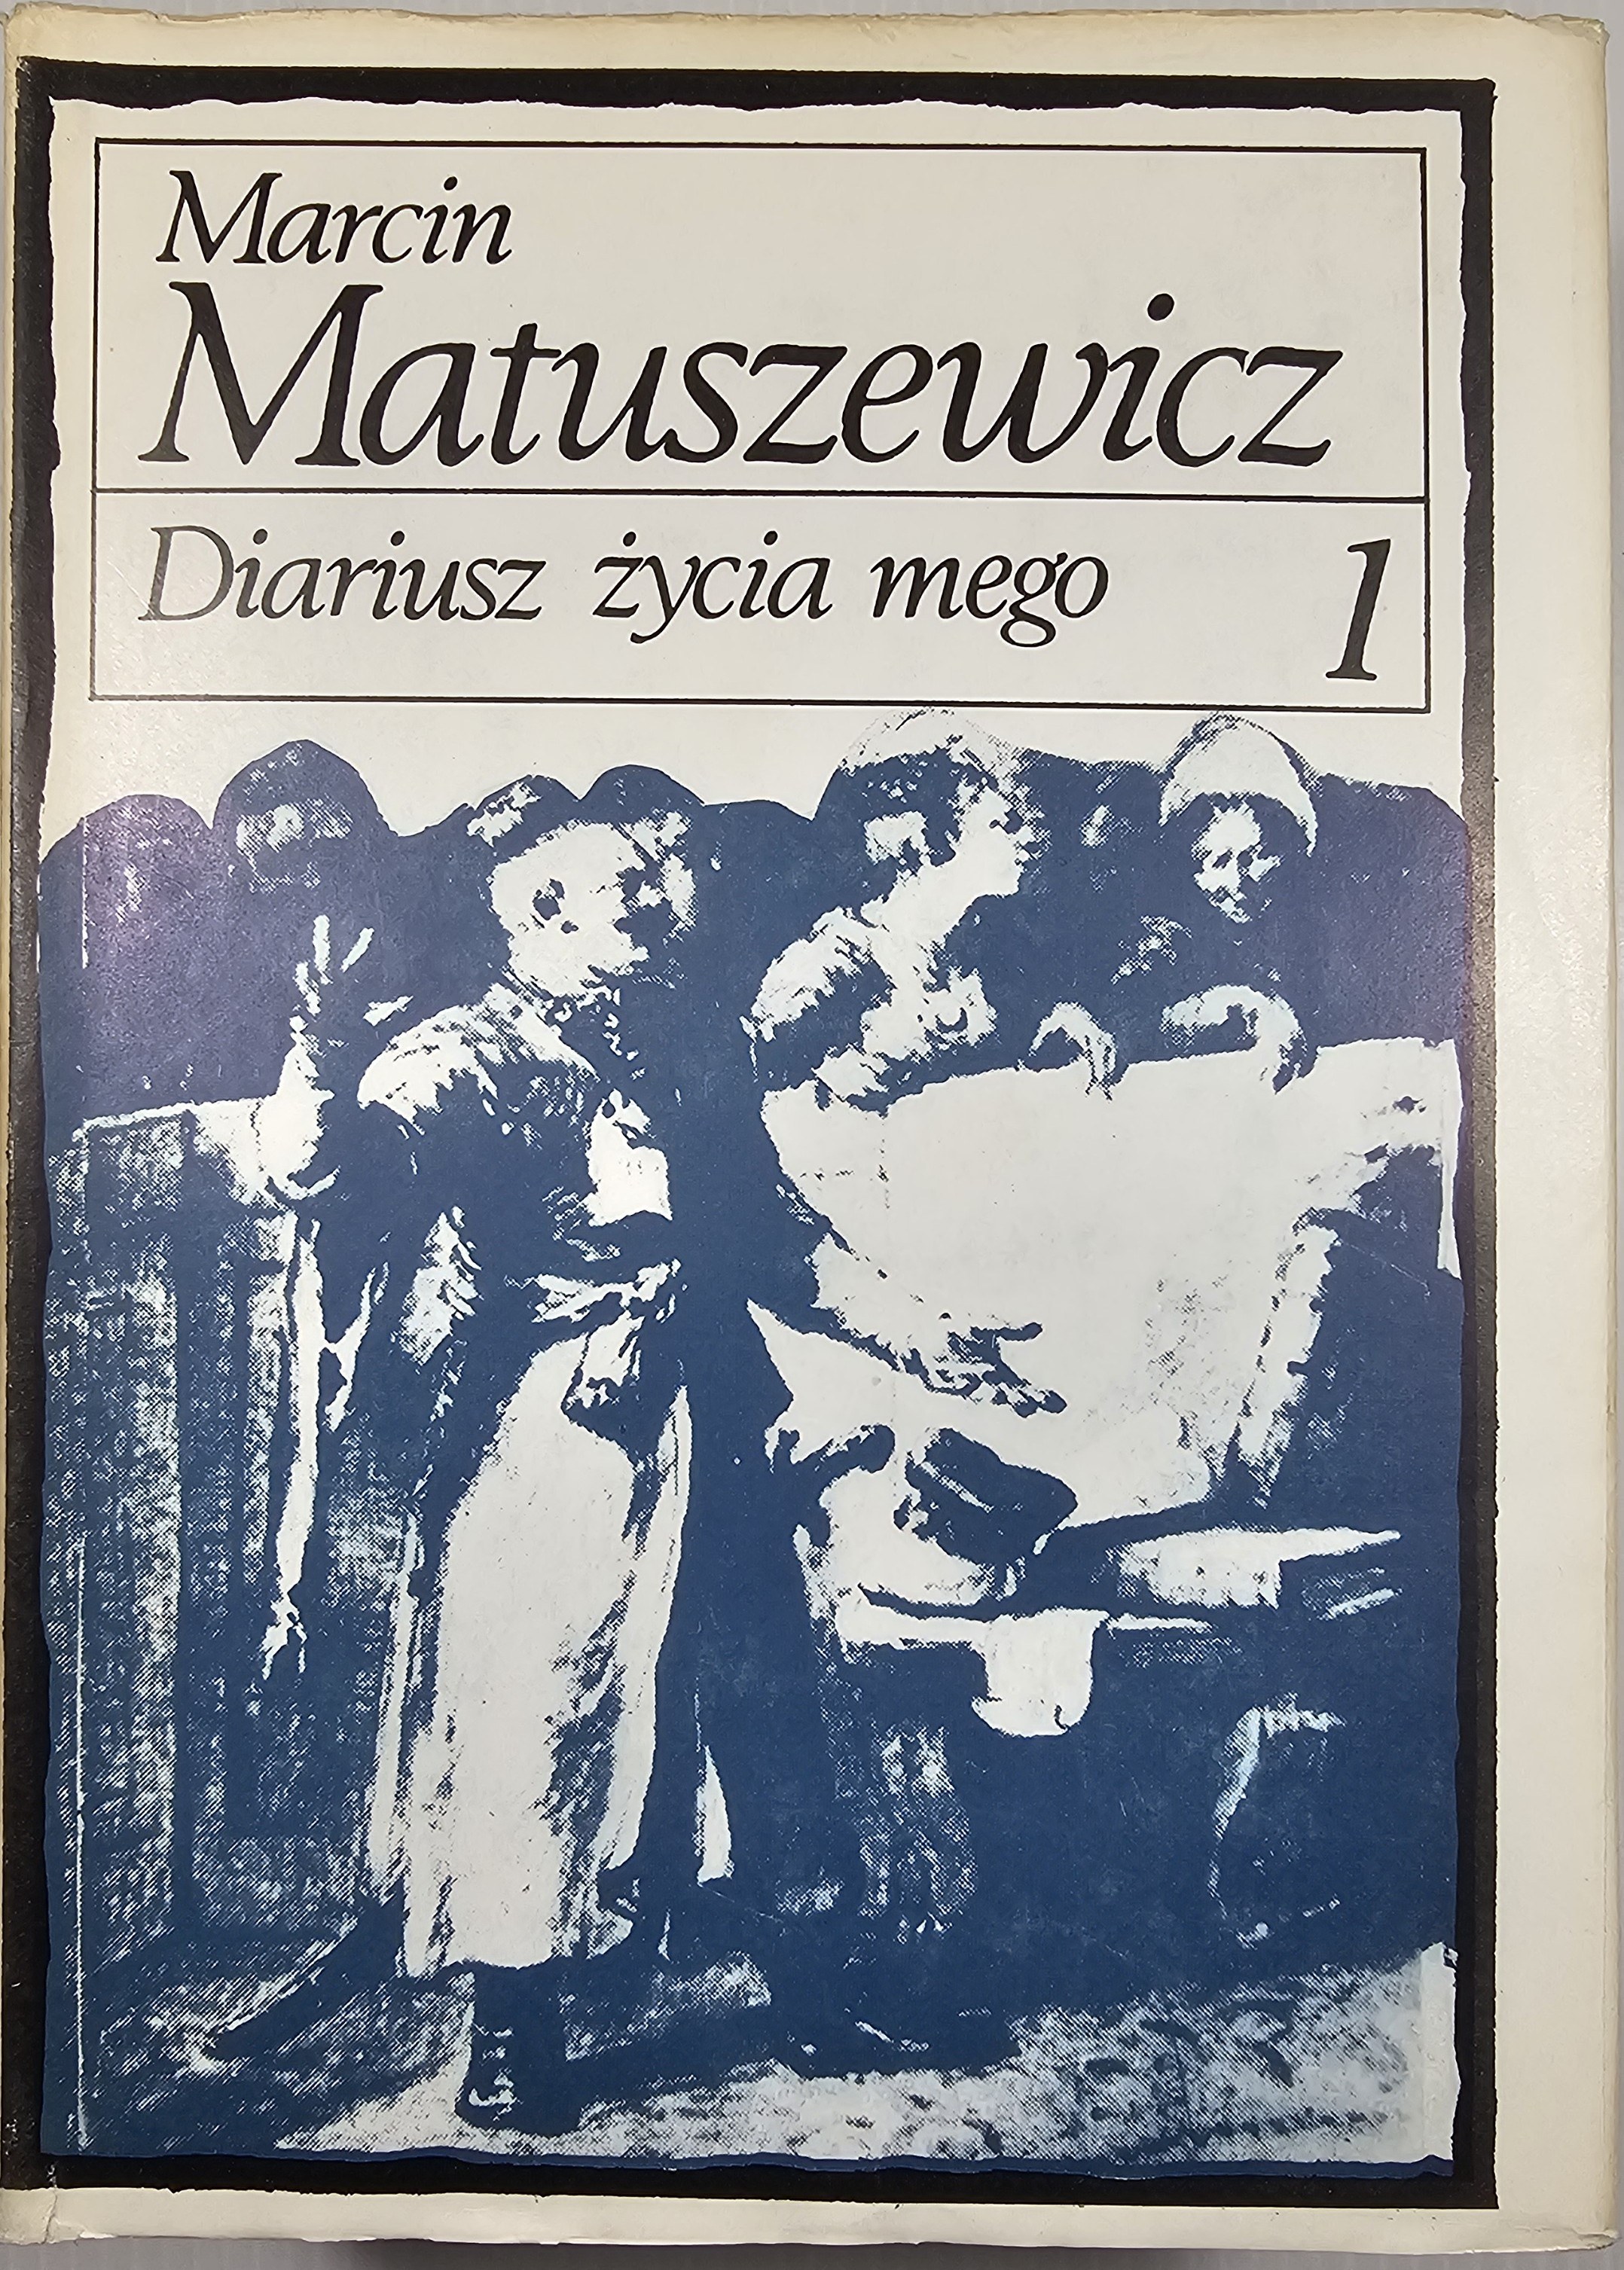 Marcin
Matuszewicz
Diariusz życia mego
1